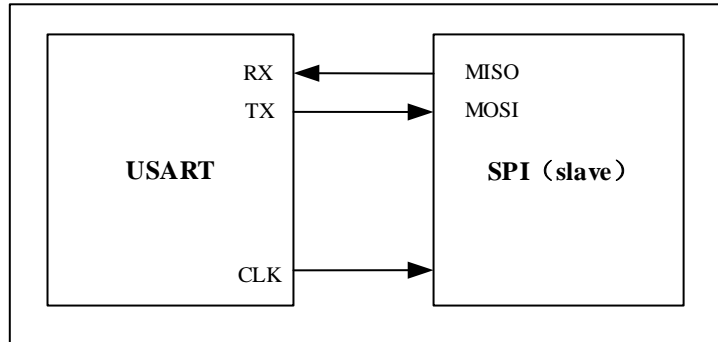 RX
MISO
TX
MOSI
USART
SPI（slave）
CLK